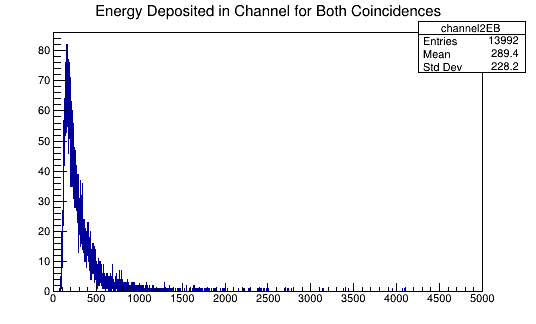 Energy Deposited in Channel for Both Coincidences
channel2EB
Entries 13992
Mean 289.4
Std Dev 228.2
80
70
60
50
40
30
20
10
0
0 500 1000 1500 2000 2500 3000 3500 4000 4500 5000